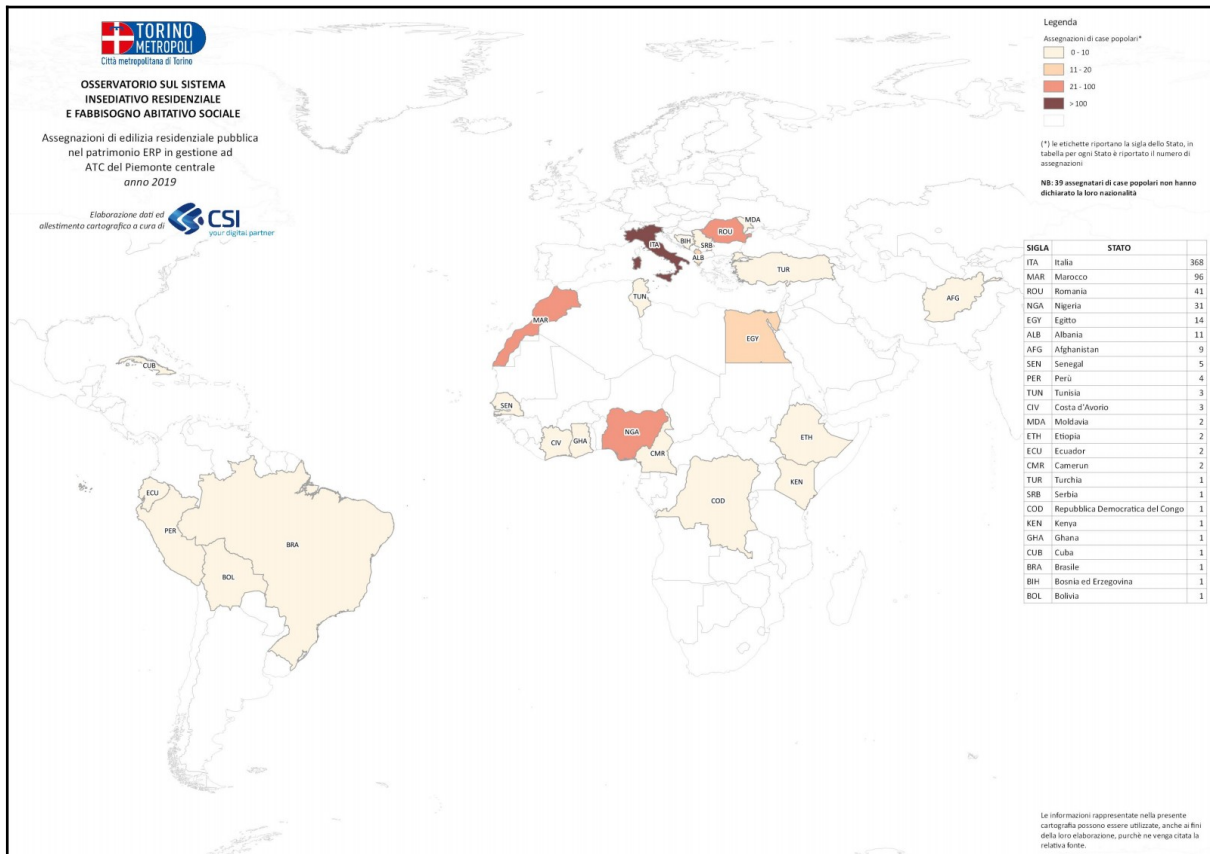 TORINO
METROPOLI
Città metropolitana di Torino
OSSERVATORIO SUL SISTEMA
INSEDIATIVO RESIDENZIALE
E FABBISOGNO ABITATIVO SOCIALE
Assegnazioni di edilizia residenziale pubblica
nel patrimonio ERP in gestione ad
ATC del Piemonte centrale
anno 2019
Elaborazione dati ed
allestimento cartografico a cura di
CSI
your digital partner
Legenda
Assegnazioni di case popolari*
0 - 10
11 - 20
21 - 100
> 100
(*) le etichette riportano la sigla dello Stato, in
tabella per ogni Stato è riportato il numero di
assegnazioni
NB: 39 assegnatari di case popolari non hanno
dichiarato la loro nazionalità
MDA
ROU
BIH
ITA
SRB
ALB
TUR
TUN
AFG
MAR
EGY
CUB
SEN
NGA
CIV
GHA
CMR
ETH
KEN
COD
ECU
PER
BRA
BOL
SIGLA STATO
ITA Italia 368
MAR Marocco 96
ROU Romania 41
NGA Nigeria 31
EGY Egitto 14
ALB Albania 11
AFG Afghanistan 9
SEN Senegal 5
PER Perù 4
TUN Tunisia 3
CIV Costa d'Avorio 3
MDA Moldavia 2
ETH Etiopia 2
ECU Ecuador 2
CMR Camerun 2
TUR Turchia 1
SRB Serbia 1
COD Repubblica Democratica del Congo 1
KEN Kenya 1
GHA Ghana 1
CUB Cuba 1
BRA Brasile 1
BIH Bosnia ed Erzegovina 1
BOL Bolivia 1
Le informazioni rappresentate nella presente
cartografia possono essere utilizzate, anche ai fini
della loro elaborazione, purchè ne venga citata la
relativa fonte.